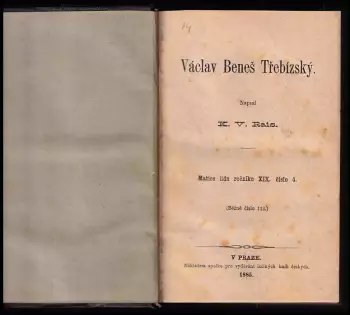 Václav Beneš Třebízský.
Napsal
K. V. Rais.
Matice lidu ročníku XIX. číslo 4.
(Běžné číslo 112.)
V PRAZE.
Nákladem spolku pro vydávání laciných knih českých.
1885.